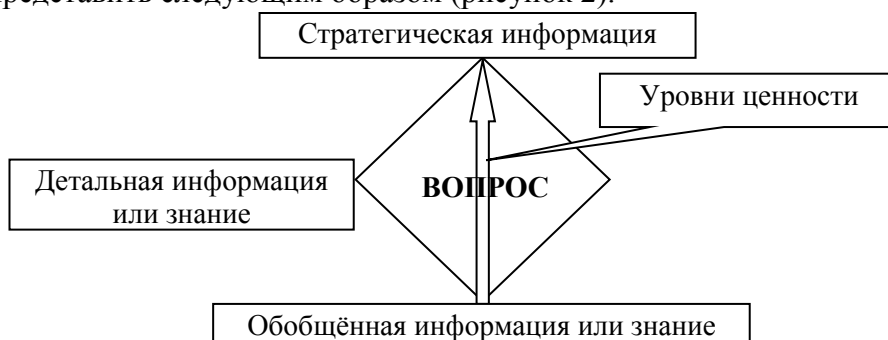 представить следующим образом (рисунок 2).
Стратегическая информация
Уровни ценности
Детальная информация
или знание
ВОПРОС
Обобщённая информация или знание